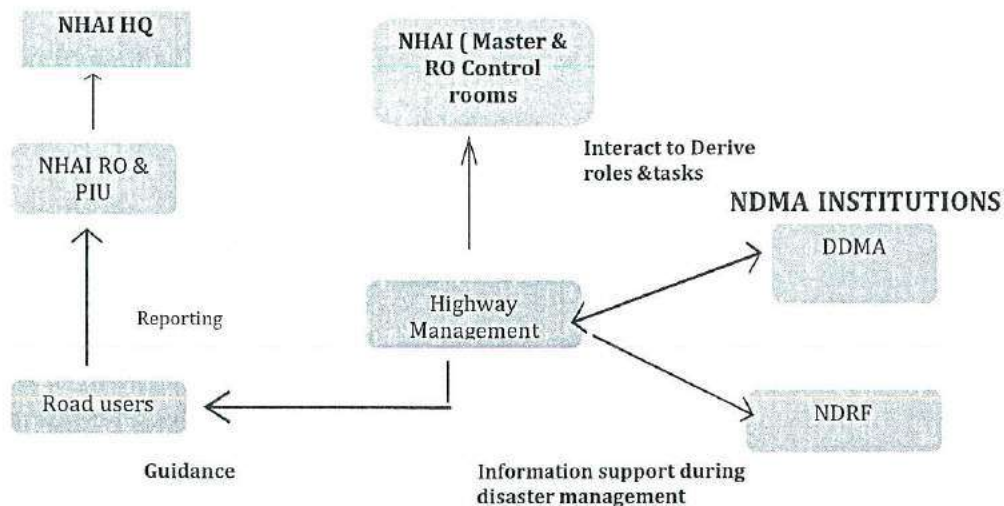 NHAI HQ
NHAI ( Master &
RO Control
rooms
NHAI RO &
PIU
Interact to Derive
roles &tasks
NDMA INSTITUTIONS
DDMA
Highway
Management
Reporting
Road users
NDRF
Guidance
Information support during
disaster management